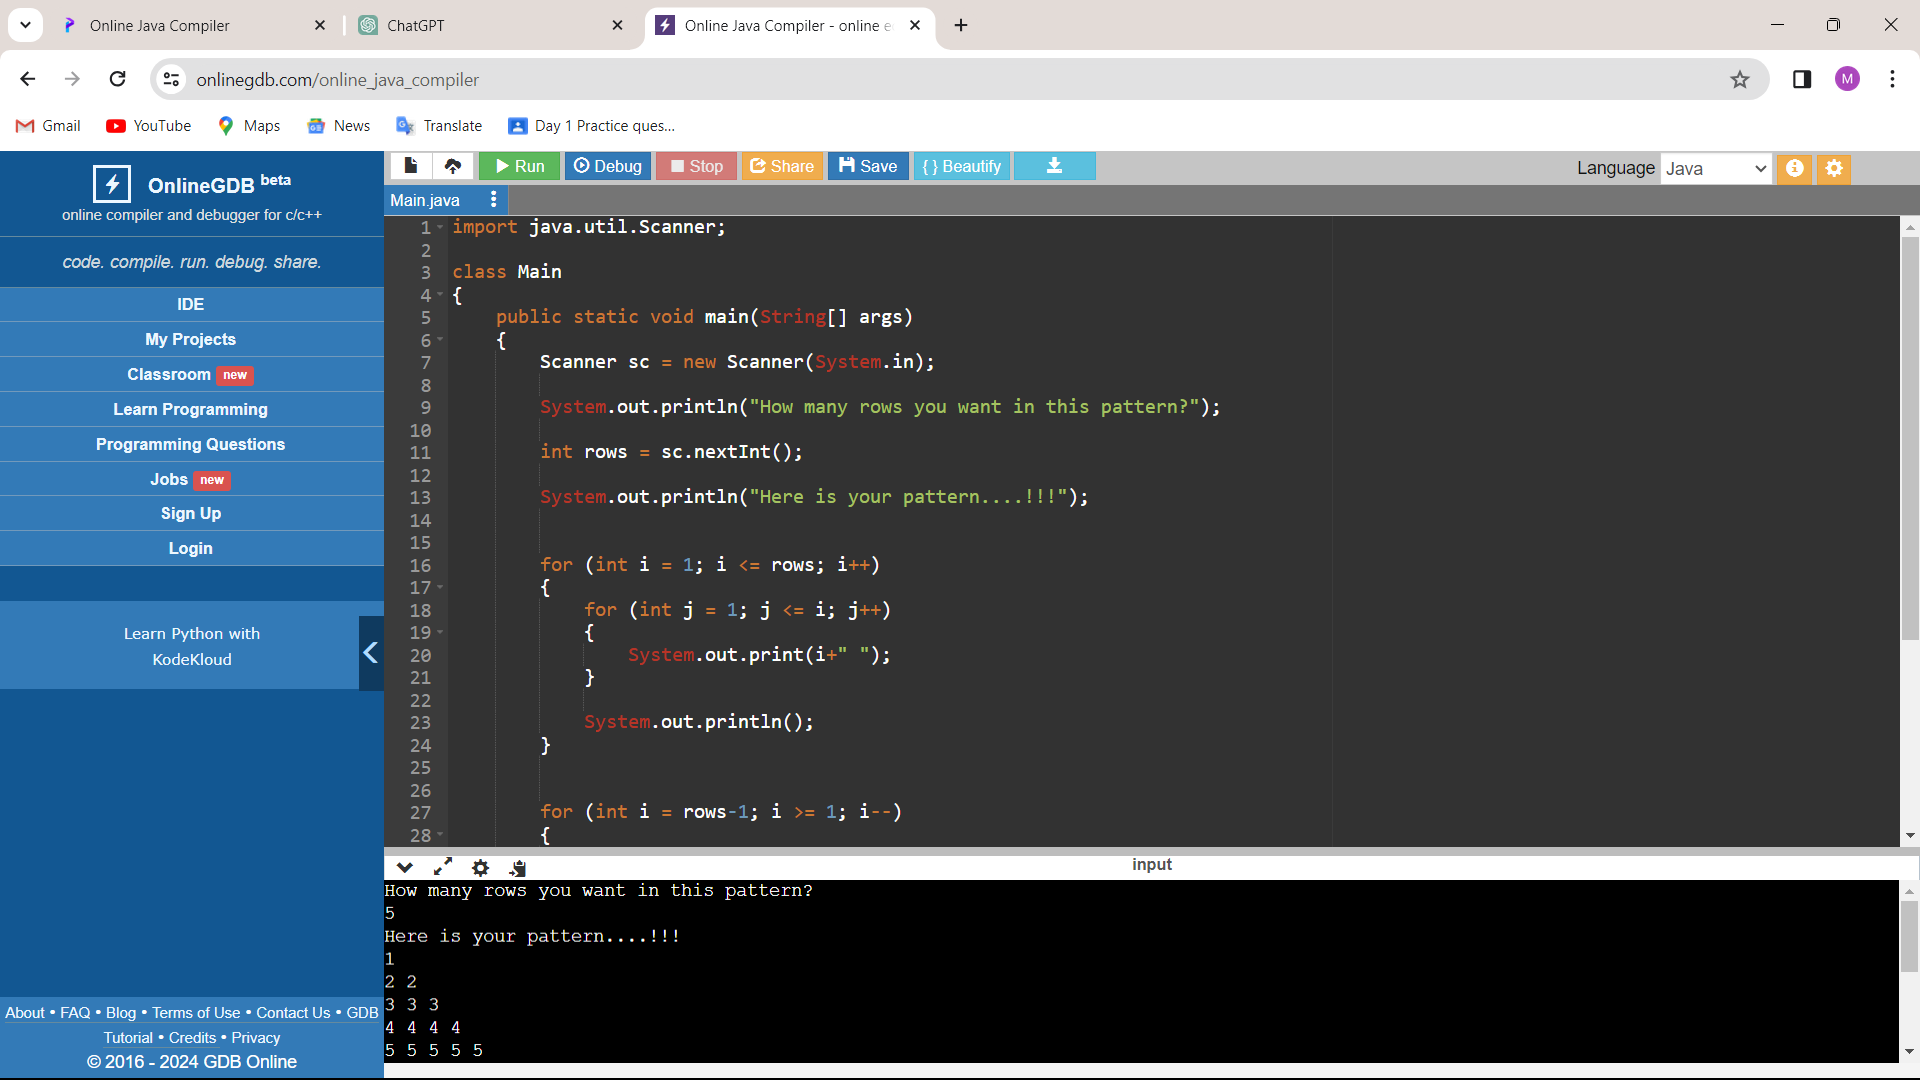 Online Java Compiler
ChatGPT
Online Java Compiler - online e
onlinegdb.com/online_java_compiler
M
Gmail
YouTube
Maps
News
Translate
Day 1 Practice ques...
OnlineGDB beta
online compiler and debugger for c/c++
code. compile. run. debug. share.
IDE
My Projects
Classroom new
Learn Programming
Programming Questions
Jobs new
Sign Up
Login
Learn Python with
KodeKloud
About • FAQ • Blog • Terms of Use • Contact Us • GDB
Tutorial • Credits • Privacy
© 2016 - 2024 GDB Online
Run
Debug
Stop
Share
Save
{ } Beautify
Language Java
Main.java
1 import java.util.Scanner;
2
3 class Main
4 {
5     public static void main(String[] args)
6     {
7         Scanner sc = new Scanner(System.in);
8
9         System.out.println("How many rows you want in this pattern?");
10
11         int rows = sc.nextInt();
12
13         System.out.println("Here is your pattern....!!!");
14
15
16         for (int i = 1; i <= rows; i++)
17         {
18             for (int j = 1; j <= i; j++)
19             {
20                 System.out.print(i+" ");
21             }
22
23             System.out.println();
24         }
25
26
27         for (int i = rows-1; i >= 1; i--)
28         {
input
How many rows you want in this pattern?
5
Here is your pattern....!!!
1
2 2
3 3 3
4 4 4 4
5 5 5 5 5